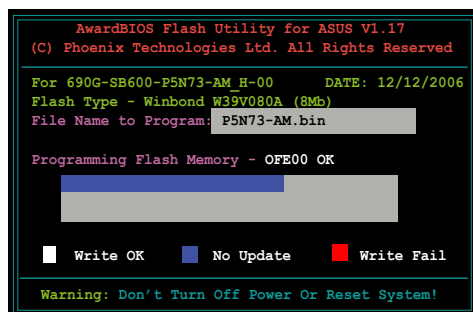 AwardBIOS Flash Utility for ASUS V1.17
(C) Phoenix Technologies Ltd. All Rights Reserved
For 690G-SB600-P5N73-AM_H-00 DATE: 12/12/2006
Flash Type - Winbond W39V080A (8Mb)
File Name to Program: P5N73-AM.bin
Programming Flash Memory - OFE00 OK
Write OK No Update Write Fail
Warning: Don't Turn Off Power Or Reset System!